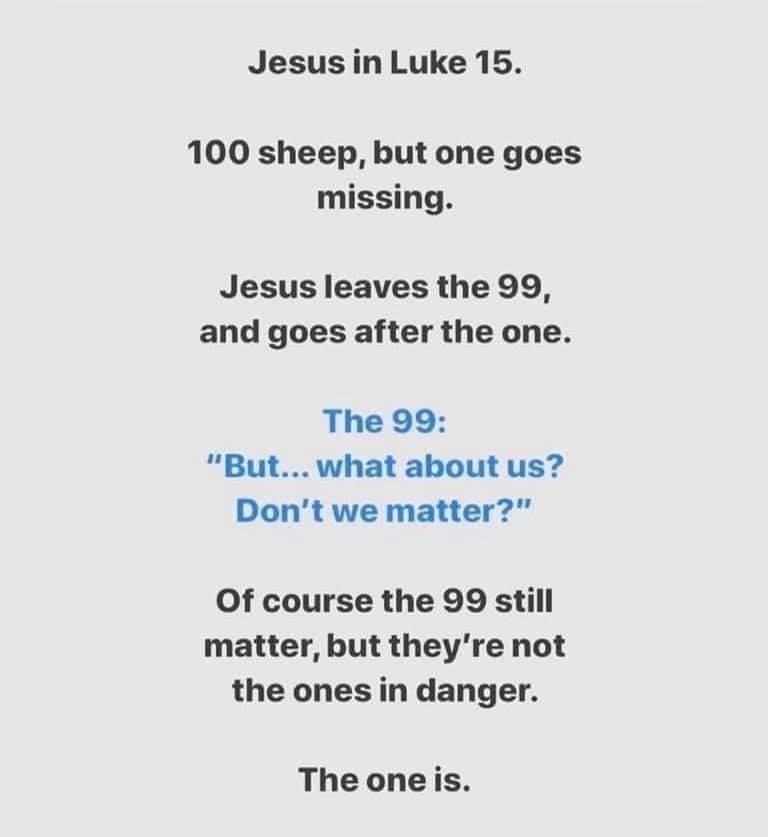 Jesus in Luke 15.
100 sheep, but one goes
missing.
Jesus leaves the 99,
and goes after the one.
The 99:
“But... what about us?
Don’t we matter?”
Of course the 99 still
matter, but they’re not
the ones in danger.
The one is.